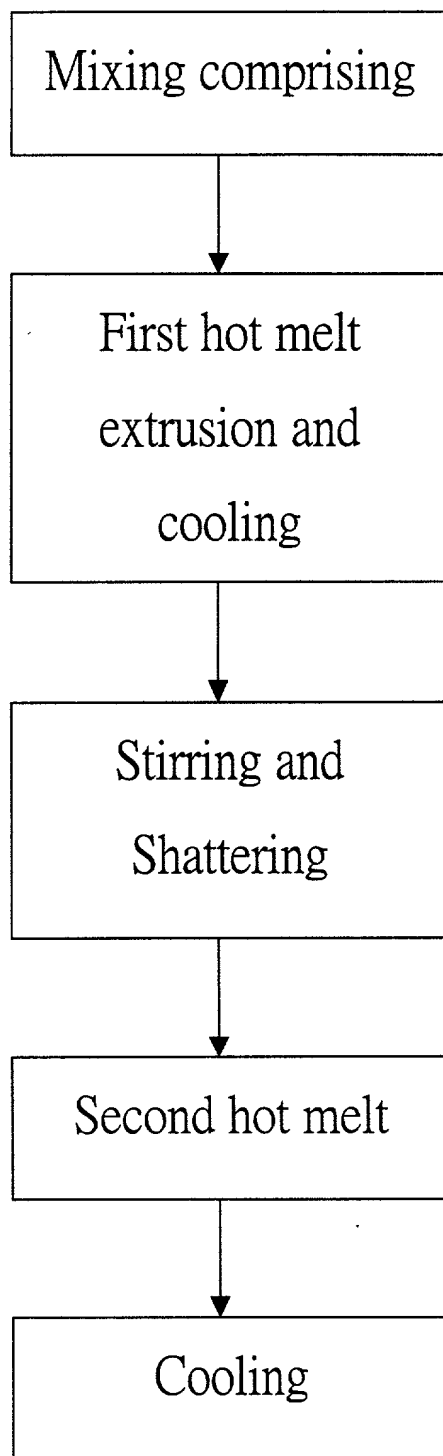 Mixing comprising
First hot melt
extrusion and
cooling
Stirring and
Shattering
Second hot melt
Cooling